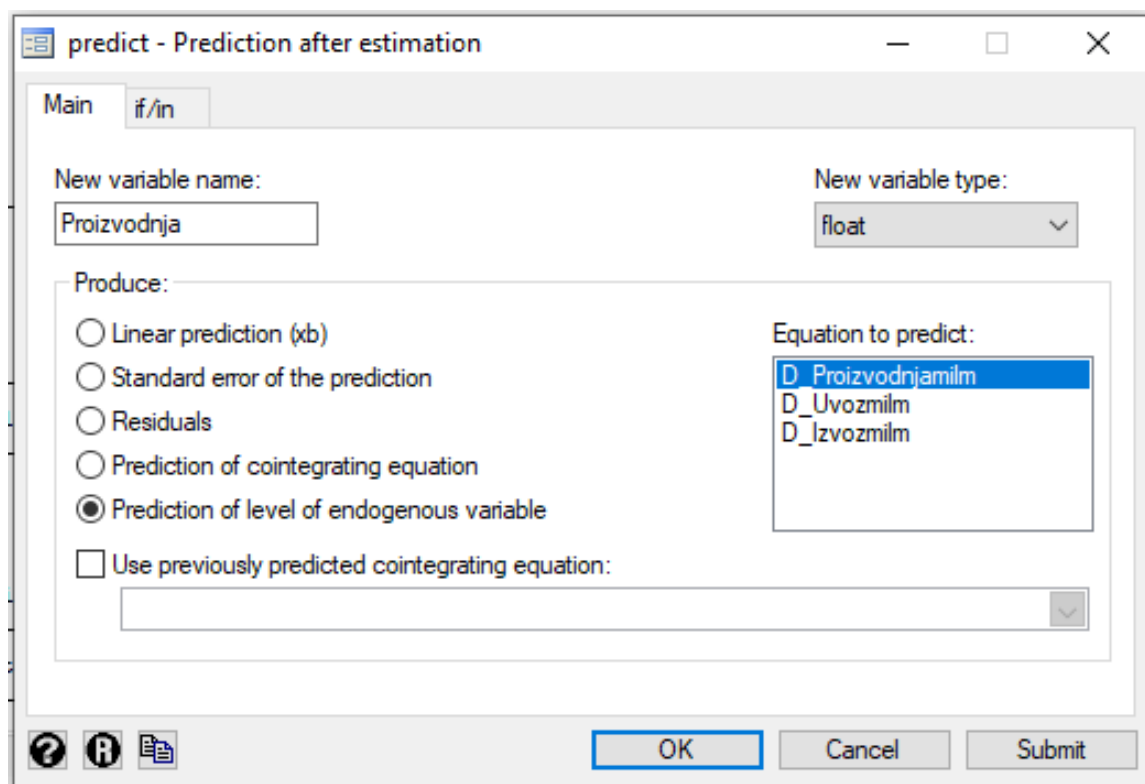 predict - Prediction after estimation
Main if/in
New variable name: New variable type:
Proizvodnja float
Produce:
Linear prediction (xb) Equation to predict:
Standard error of the prediction D_Proizvodnjamilm
Residuals D_Uvozmilm
Prediction of cointegrating equation D_Izvozmilm
Prediction of level of endogenous variable
Use previously predicted cointegrating equation:
? R OK Cancel Submit